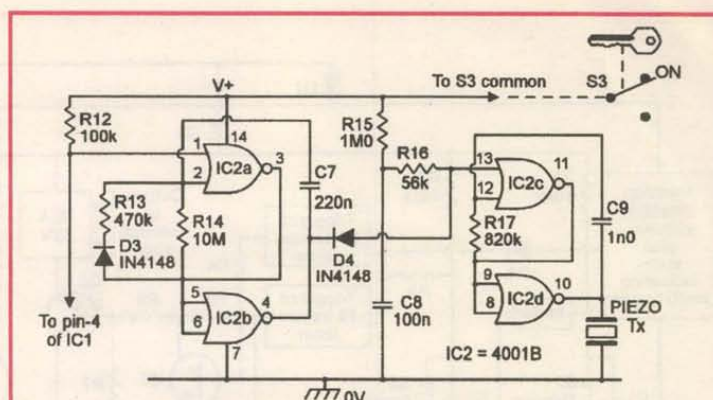 V+
To S3 common
S3
ON
R12
100k
1
14
2
IC2a
3
R13
470k
D3
IN4148
R14
10M
C7
220n
5
6
IC2b
4
7
To pin-4
of IC1
R15
1M0
R16
56k
D4
IN4148
C8
100n
13
12
IC2c
11
R17
820k
C9
1n0
9
8
IC2d
10
PIEZO
Tx
IC2 = 4001B
0V